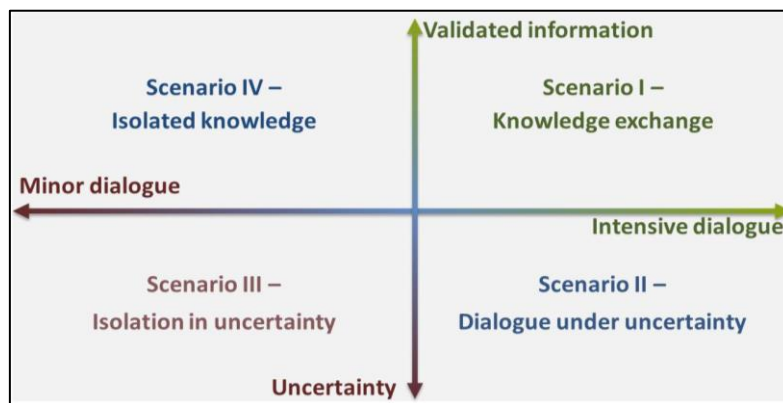 Validated information
Scenario IV –
Isolated knowledge
Scenario I –
Knowledge exchange
Minor dialogue
Intensive dialogue
Scenario III –
Isolation in uncertainty
Scenario II –
Dialogue under uncertainty
Uncertainty